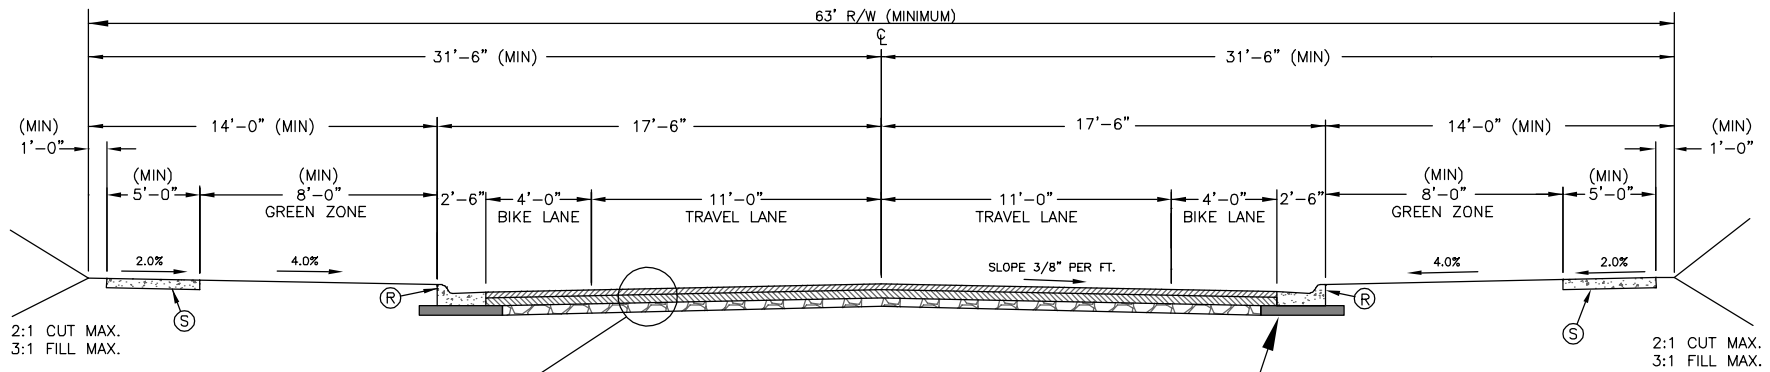 63' R/W (MINIMUM)
℄
31'-6" (MIN)
31'-6" (MIN)
(MIN)
1'-0"
14'-0" (MIN)
17'-6"
17'-6"
14'-0" (MIN)
(MIN)
1'-0"
(MIN)
5'-0"
(MIN)
8'-0"
GREEN ZONE
2'-6"
4'-0"
BIKE LANE
11'-0"
TRAVEL LANE
11'-0"
TRAVEL LANE
4'-0"
BIKE LANE
2'-6"
(MIN)
8'-0"
GREEN ZONE
(MIN)
5'-0"
2.0%
4.0%
SLOPE 3/8" PER FT.
4.0%
2.0%
R
R
S
S
2:1 CUT MAX.
3:1 FILL MAX.
2:1 CUT MAX.
3:1 FILL MAX.